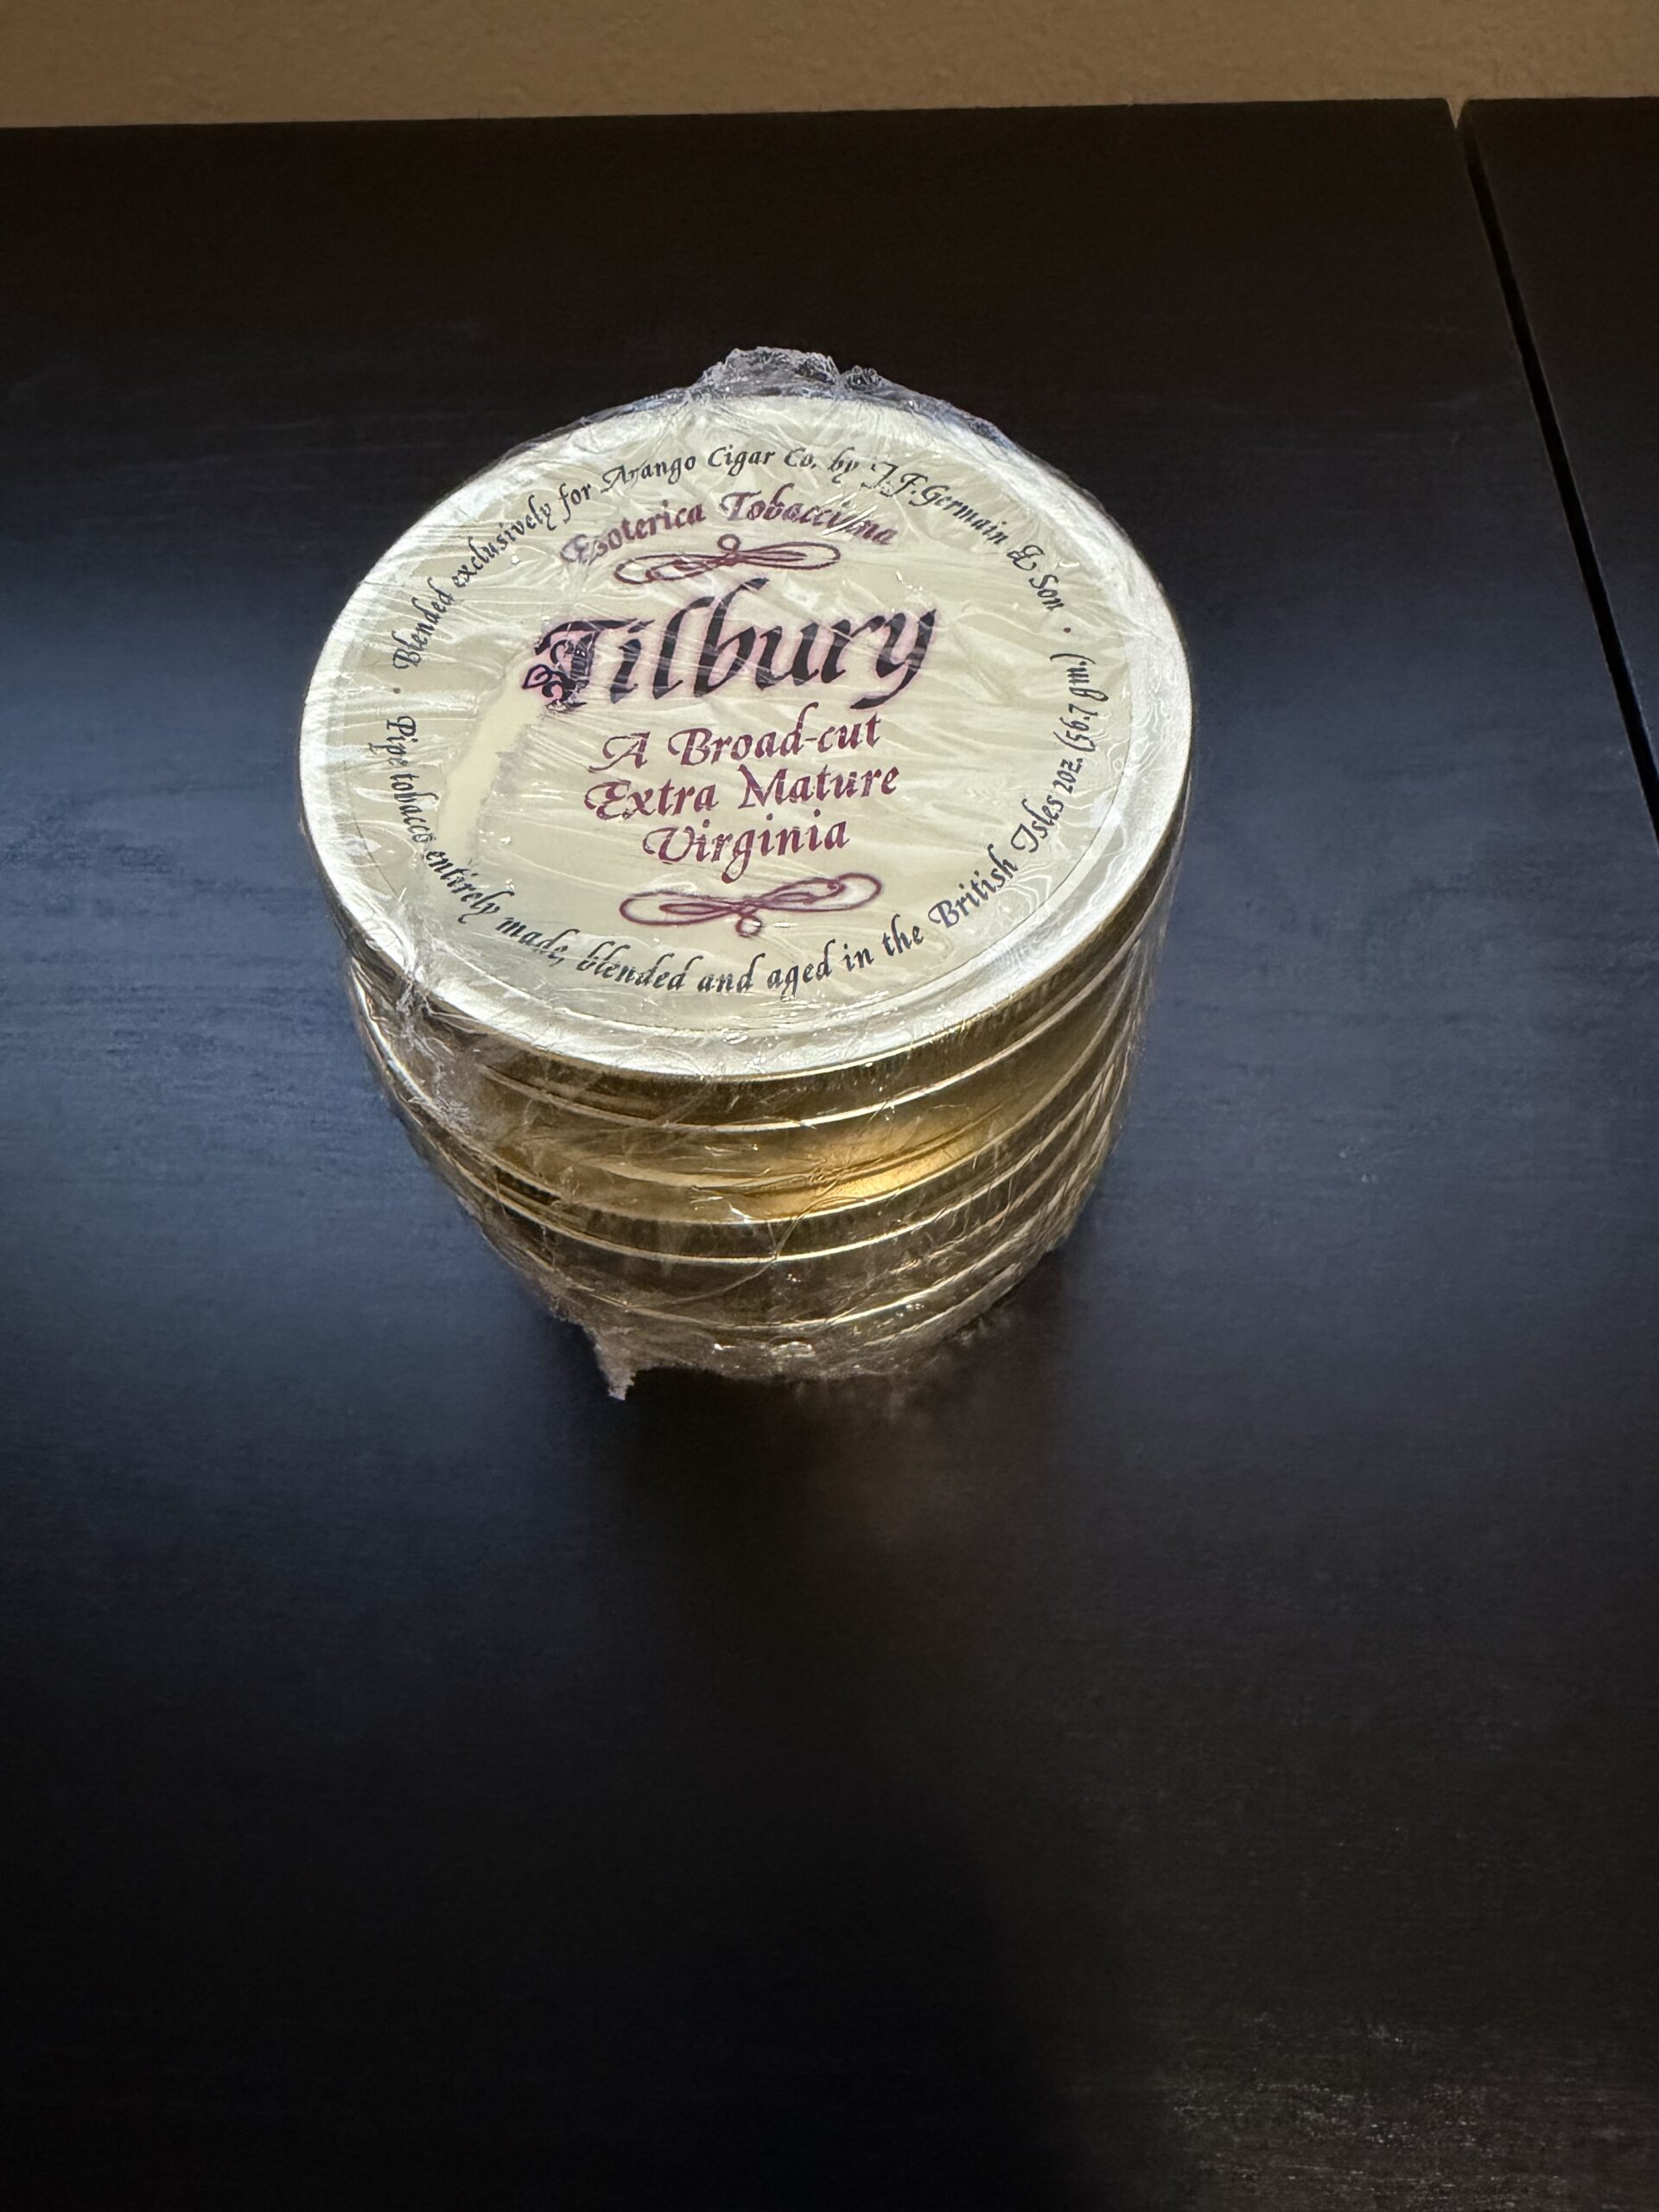 Blended exclusively for Arango Cigar Co. by J.F. Germain & Son
Esoterica Tobacciana
Tilbury
A Broad-cut
Extra Mature
Virginia
Pipe tobacco entirely made, blended and aged in the British Isles 2oz. (56.7 gm.)